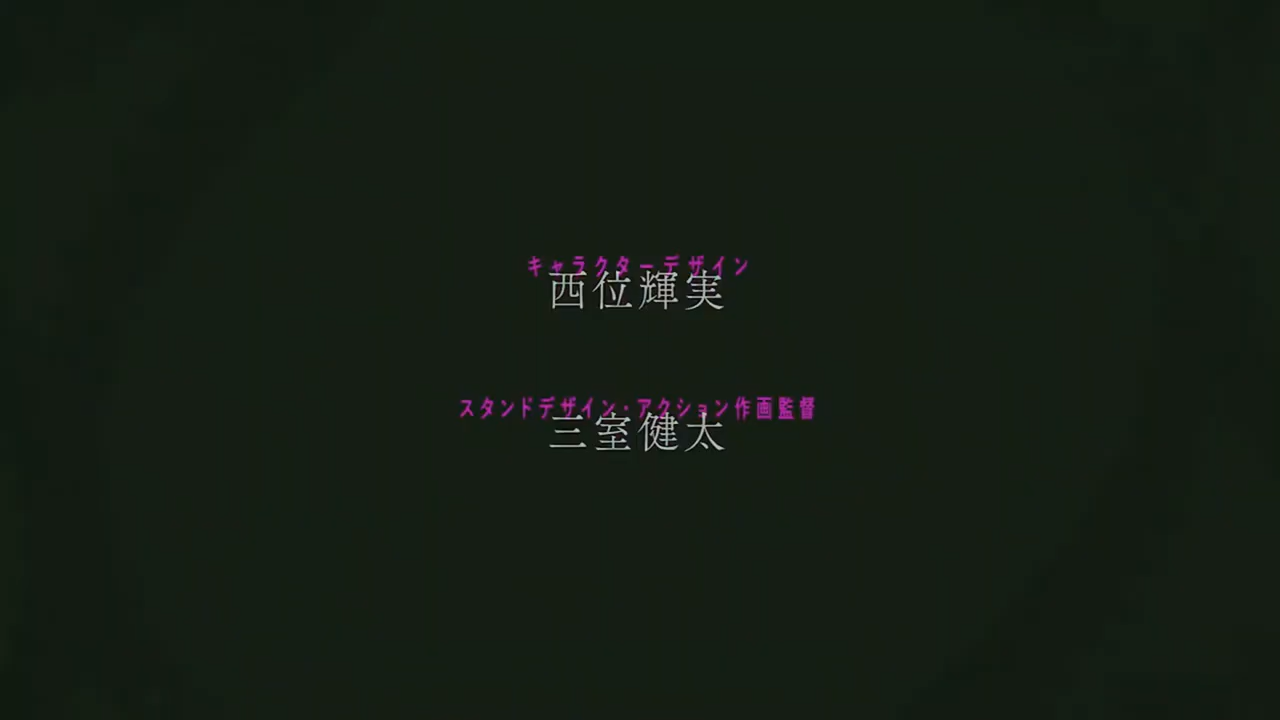 キャラクターデザイン
西位輝実
スタンドデザイン・アクション作画監督
三室健太